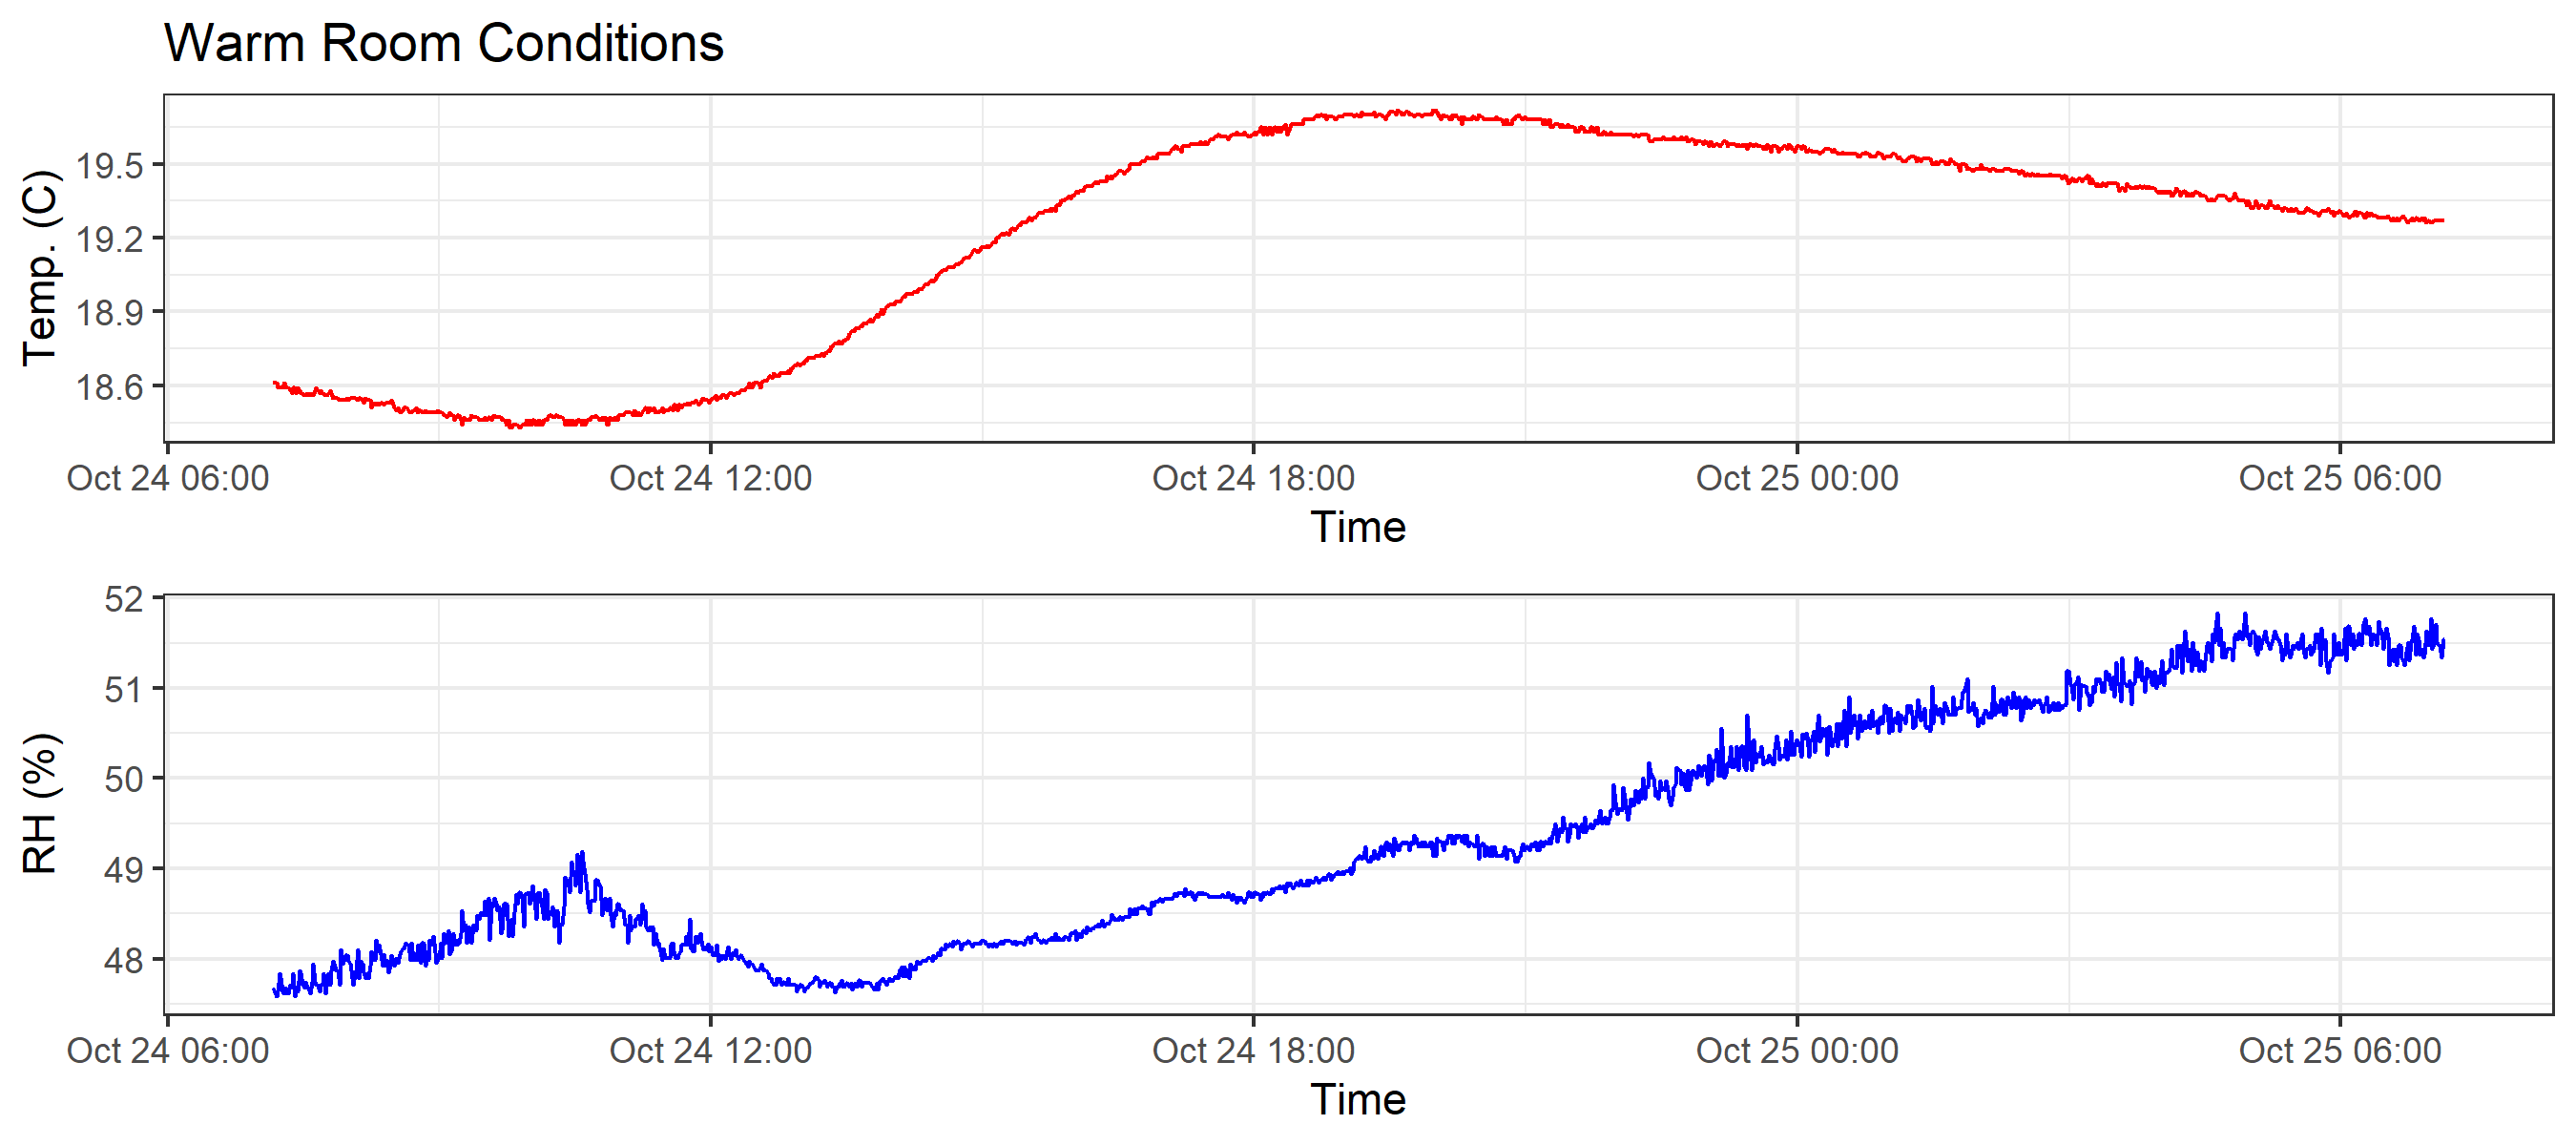 Warm Room Conditions
Temp. (C)
19.5
19.2
18.9
18.6
Oct 24 06:00 Oct 24 12:00 Oct 24 18:00 Oct 25 00:00 Oct 25 06:00
Time
RH (%)
52
51
50
49
48
Oct 24 06:00 Oct 24 12:00 Oct 24 18:00 Oct 25 00:00 Oct 25 06:00
Time